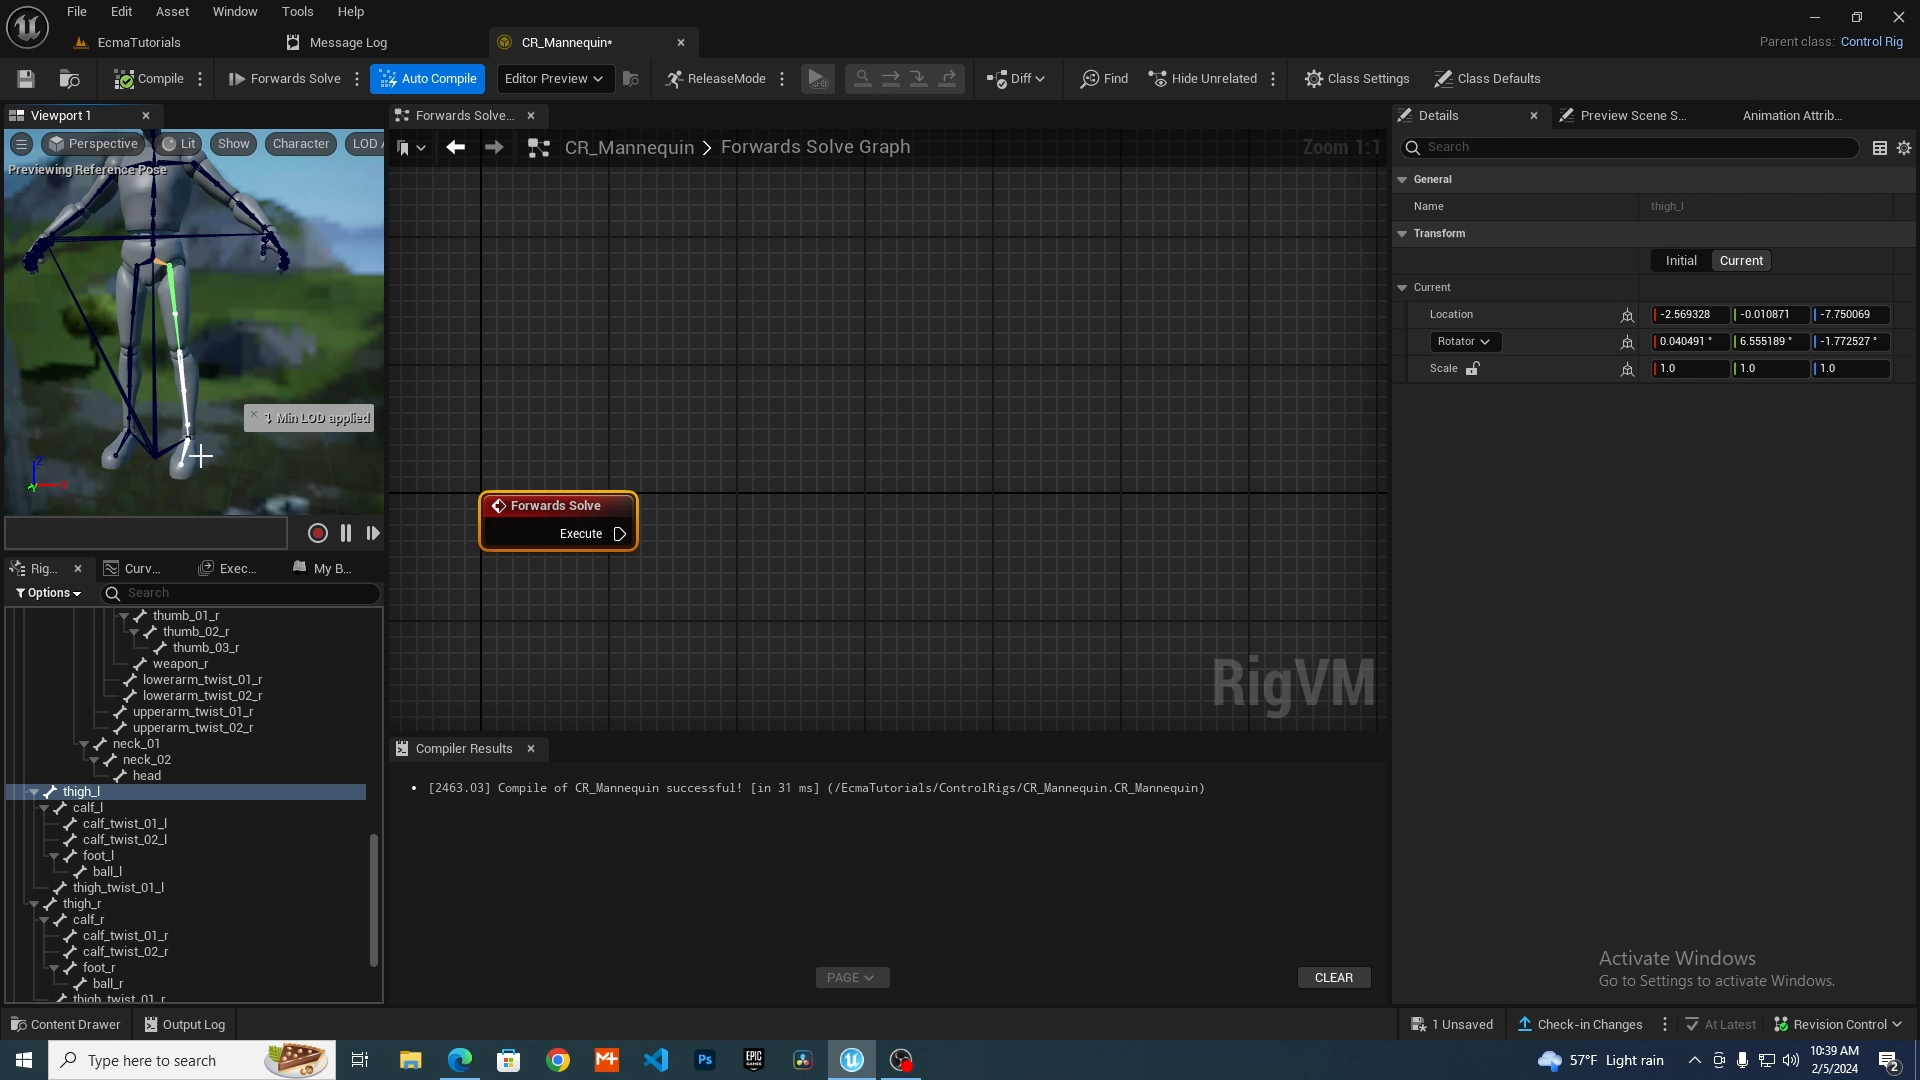 File Edit Asset Window Tools Help
EcmaTutorials Message Log CR_Mannequin*
Parent class: Control Rig
Compile Forwards Solve Auto Compile Editor Preview ReleaseMode Diff Find Hide Unrelated Class Settings Class Defaults
Viewport 1 Forwards Solve... Details Preview Scene S... Animation Attrib...
Perspective Lit Show Character LOD A
Previewing Reference Pose
CR_Mannequin > Forwards Solve Graph
Zoom 1:1
Search
General
Name thigh_l
Transform
Initial Current
Current
Location -2.569328 -0.010871 -7.750069
Rotator 0.040491 ° 6.555189 ° -1.772527 °
Scale 1.0 1.0 1.0
Min LOD applied
Forwards Solve
Execute
RigVM
Rig... Curv... Exec... My B...
Options Search
thumb_01_r
thumb_02_r
thumb_03_r
weapon_r
lowerarm_twist_01_r
lowerarm_twist_02_r
upperarm_twist_01_r
upperarm_twist_02_r
neck_01
neck_02
head
thigh_l
calf_l
calf_twist_01_l
calf_twist_02_l
foot_l
ball_l
thigh_twist_01_l
thigh_r
calf_r
calf_twist_01_r
calf_twist_02_r
foot_r
ball_r
thigh_twist_01_r
Compiler Results
[2463.03] Compile of CR_Mannequin successful! [in 31 ms] (/EcmaTutorials/ControlRigs/CR_Mannequin.CR_Mannequin)
PAGE CLEAR
Activate Windows
Go to Settings to activate Windows.
Content Drawer Output Log 1 Unsaved Check-in Changes At Latest Revision Control
Type here to search
Ps
EPIC GAMES
57°F Light rain
10:39 AM
2/5/2024
2